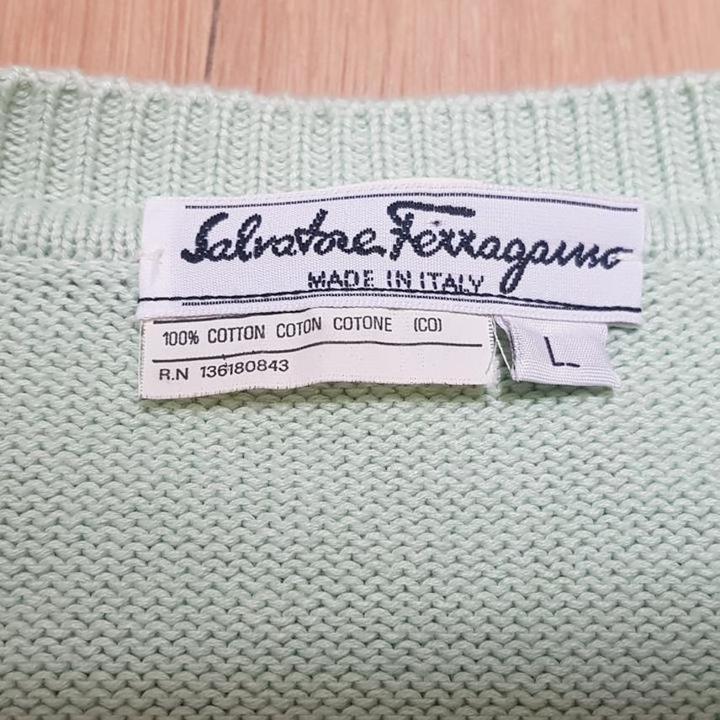 Salvatore Ferragamo
MADE IN ITALY
100% COTTON COTON COTONE (CO)
R.N 136180843
L